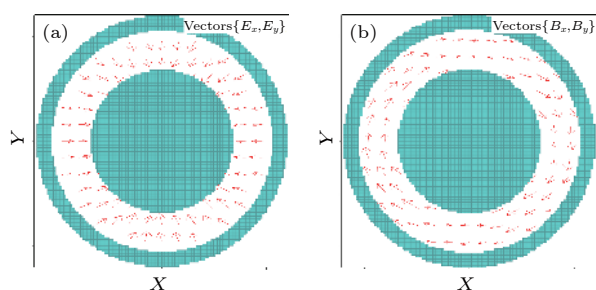 (a) Vectors{E_x,E_y}
Y
X
(b) Vectors{B_x,B_y}
Y
X